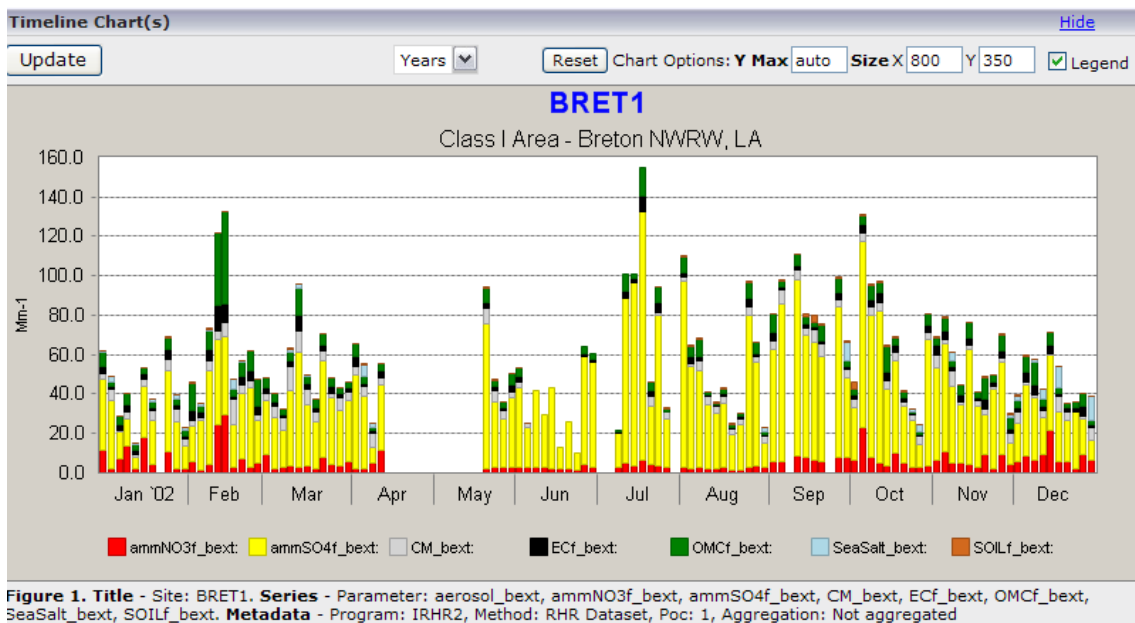 Timeline Chart(s) Hide
Update Years Reset Chart Options: Y Max auto Size X 800 Y 350 Legend
BRET1
Class I Area - Breton NWRW, LA
160.0
140.0
120.0
100.0
80.0
60.0
40.0
20.0
0.0
Mm-1
Jan `02 Feb Mar Apr May Jun Jul Aug Sep Oct Nov Dec
ammNO3f_bext: ammSO4f_bext: CM_bext: ECf_bext: OMCf_bext: SeaSalt_bext: SOILf_bext:
Figure 1. Title - Site: BRET1. Series - Parameter: aerosol_bext, ammNO3f_bext, ammSO4f_bext, CM_bext, ECf_bext, OMCf_bext,
SeaSalt_bext, SOILf_bext. Metadata - Program: IRHR2, Method: RHR Dataset, Poc: 1, Aggregation: Not aggregated